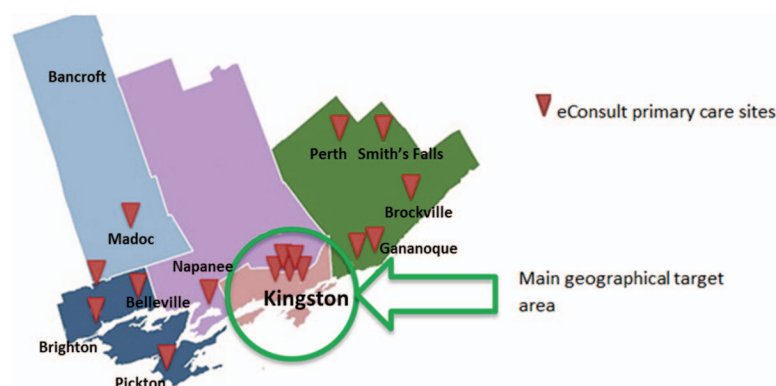 Bancroft
eConsult primary care sites
Perth
Smith's Falls
Brockville
Madoc
Gananoque
Napanee
Belleville
Kingston
Main geographical target
area
Brighton
Pickton